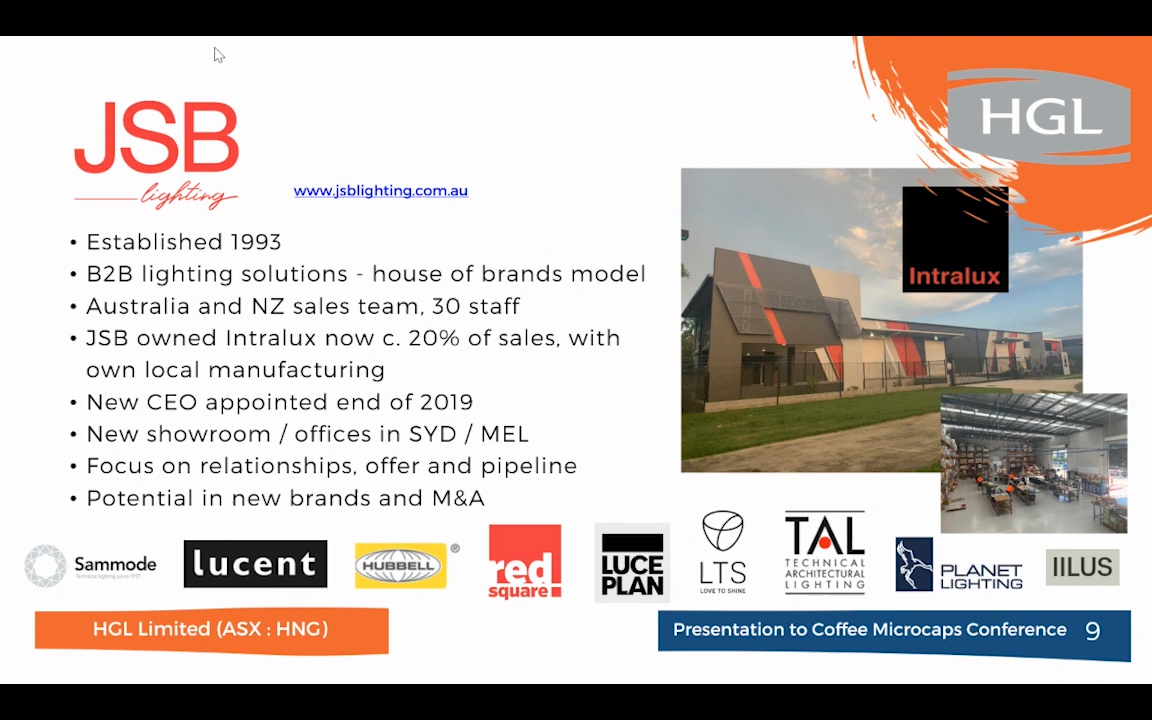 HGL
JSB
lighting
www.jsblighting.com.au
Intralux
• Established 1993
• B2B lighting solutions - house of brands model
• Australia and NZ sales team, 30 staff
• JSB owned Intralux now c. 20% of sales, with
own local manufacturing
• New CEO appointed end of 2019
• New showroom / offices in SYD / MEL
• Focus on relationships, offer and pipeline
• Potential in new brands and M&A
Sammode
Technical lighting since 1927
lucent
HUBBELL
®
red
square
LUCE
PLAN
LTS
LOVE TO SHINE
TAL
TECHNICAL
ARCHITECTURAL
LIGHTING
PLANET
LIGHTING
IILUS
HGL Limited (ASX : HNG)
Presentation to Coffee Microcaps Conference 9